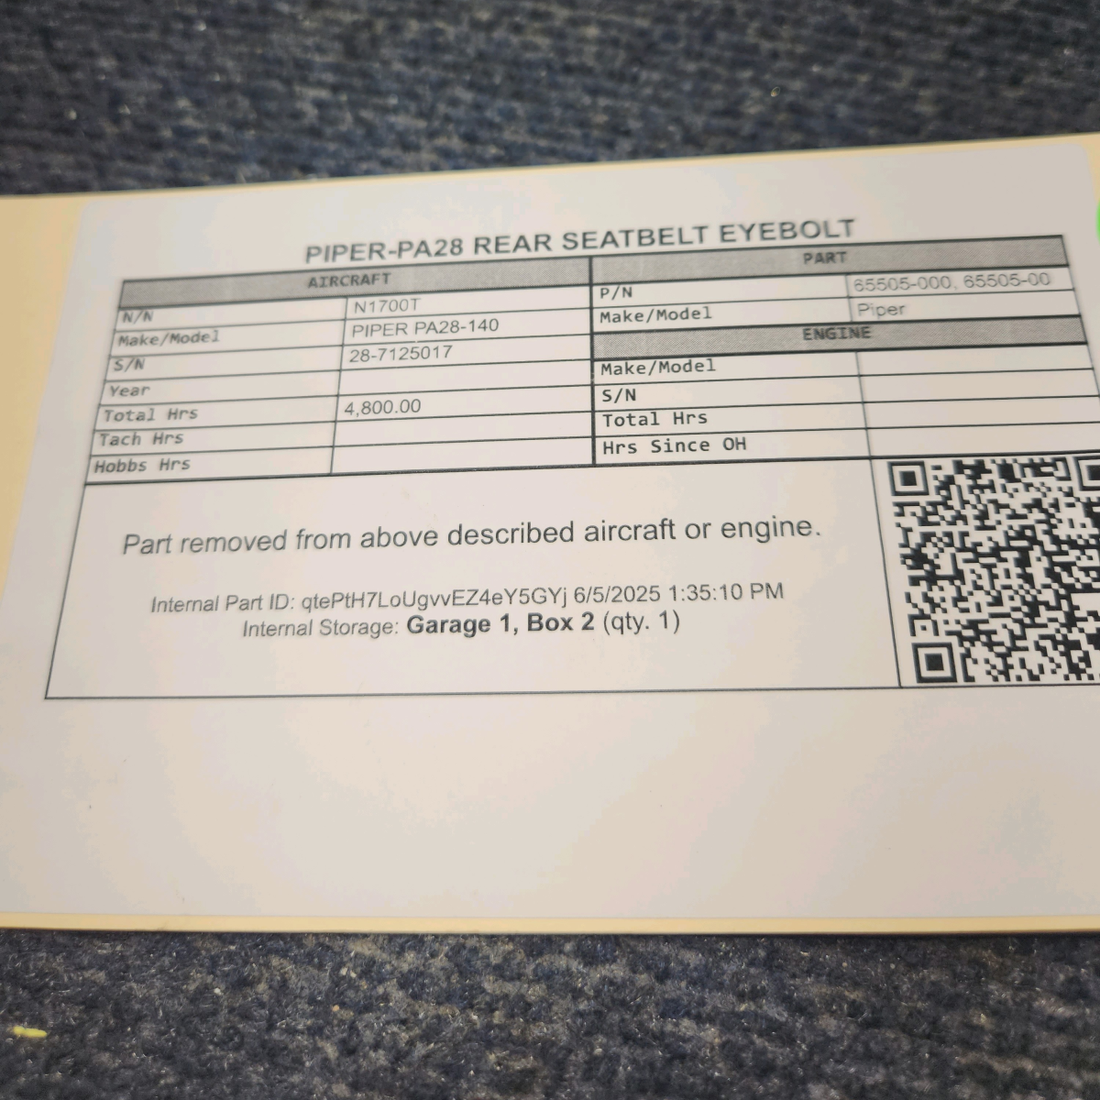 PIPER-PA28 REAR SEATBELT EYEBOLT
AIRCRAFT
N/N N1700T
Make/Model PIPER PA28-140
S/N 28-7125017
Year
Total Hrs 4,800.00
Tach Hrs
Hobbs Hrs
PART
P/N 65505-000, 65505-00
Make/Model Piper
ENGINE
Make/Model
S/N
Total Hrs
Hrs Since OH
Part removed from above described aircraft or engine.
Internal Part ID: qtePtH7LoUgvvEZ4eY5GYj 6/5/2025 1:35:10 PM
Internal Storage: Garage 1, Box 2 (qty. 1)